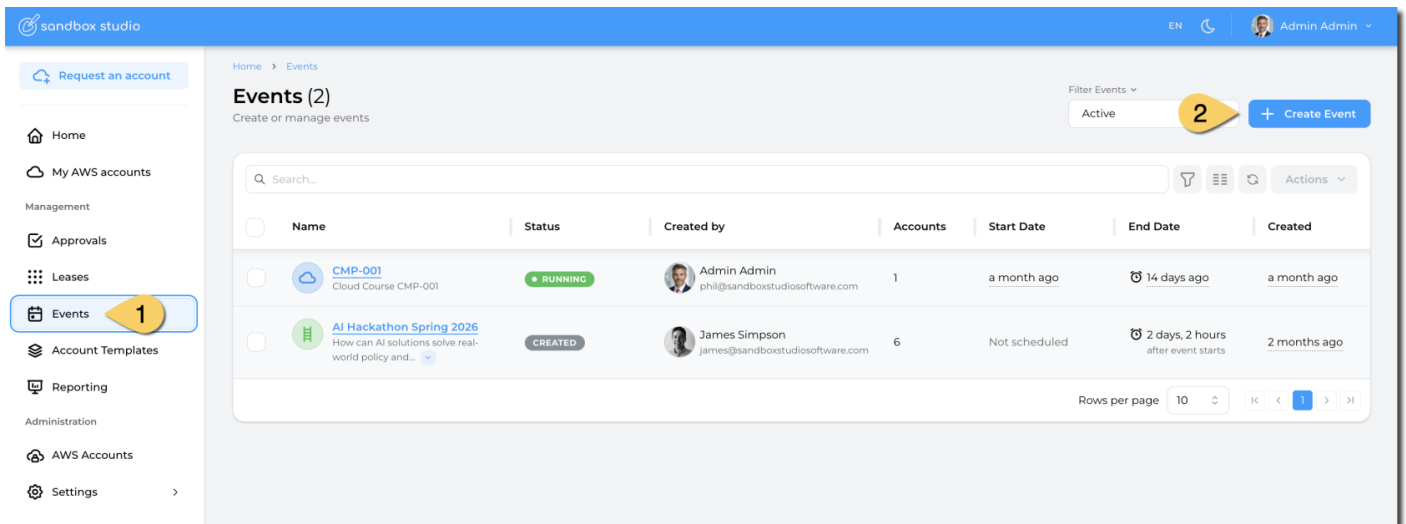 sandbox studio
EN
Admin Admin
Request an account
Home
My AWS accounts
Management
Approvals
Leases
Events
1
Account Templates
Reporting
Administration
AWS Accounts
Settings
Home > Events
Events (2)
Create or manage events
Filter Events
Active
2
+ Create Event
Search...
Actions
Name Status Created by Accounts Start Date End Date Created
CMP-001
Cloud Course CMP-001
RUNNING
Admin Admin
phil@sandboxstudiosoftware.com
1
a month ago
14 days ago
a month ago
AI Hackathon Spring 2026
How can AI solutions solve real-
world policy and...
CREATED
James Simpson
james@sandboxstudiosoftware.com
6
Not scheduled
2 days, 2 hours
after event starts
2 months ago
Rows per page 10
1